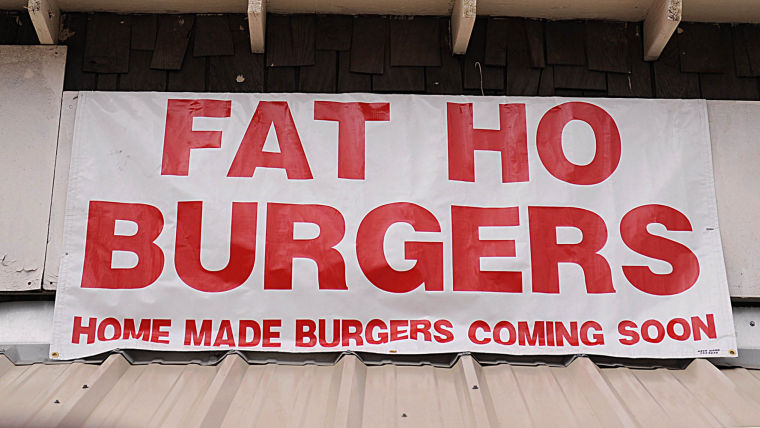 FAT HO
BURGERS
HOME MADE BURGERS COMING SOON